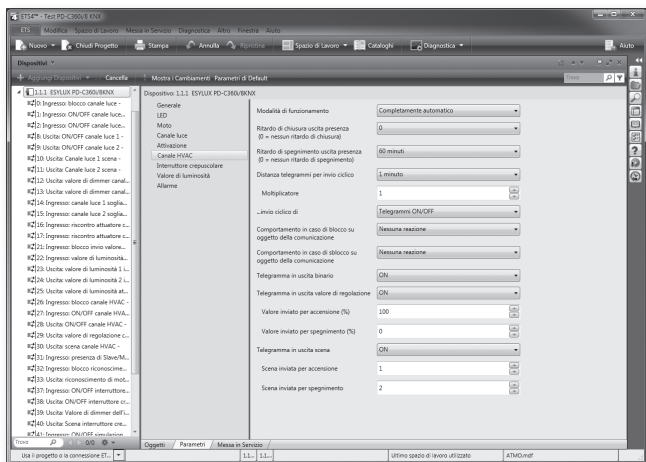 ETS4™ - Test PD-C360i/8 KNX
ETS Modifica Spazio di Lavoro Messa in Servizio Diagnostica Altro Finestra Aiuto
Nuovo Chiudi Progetto Stampa Annulla Ripristina Spazio di Lavoro Cataloghi Diagnostica Aiuto
Dispositivi
Aggiungi Dispositivi Cancella Mostra i Cambiamenti Parametri di Default Trova
1.1.1 ESYLUX PD-C360i/8KNX
0: Ingresso: blocco canale luce -
1: Ingresso: ON/OFF canale luce...
2: Ingresso: ON/OFF canale luce...
8: Uscita: ON/OFF canale luce 1 -
9: Uscita: ON/OFF canale luce 2 -
10: Uscita: Canale luce 1 scena -
11: Uscita: Canale luce 2 scena -
12: Uscita: valore di dimmer canal...
13: Uscita: valore di dimmer canal...
14: Ingresso: canale luce 1 soglia...
15: Ingresso: canale luce 2 soglia...
16: Ingresso: riscontro attuatore c...
17: Ingresso: riscontro attuatore c...
21: Ingresso: blocco invio valore...
22: Ingresso: valore di luminosità...
23: Uscita: valore di luminosità 1 i...
24: Uscita: valore di luminosità 2 i...
25: Uscita: valore di luminosità at...
26: Ingresso: blocco canale HVAC -
27: Ingresso: ON/OFF canale HVA...
28: Uscita: ON/OFF canale HVAC -
29: Uscita: valore di regolazione c...
30: Uscita: scena canale HVAC -
31: Ingresso: presenza di Slave/M...
32: Ingresso: blocco riconoscime...
33: Uscita: riconoscimento di mot...
37: Ingresso: ON/OFF interruttore...
38: Uscita: ON/OFF interruttore cr...
39: Uscita: Valore di dimmer dell'i...
40: Uscita: Scena interruttore cre...
41: Ingresso: ON/OFF simulazion...
Trova 0/0
Dispositivo: 1.1.1 ESYLUX PD-C360i/8KNX
Generale
LED
Moto
Canale luce
Attivazione
Canale HVAC
Interruttore crepuscolare
Valore di luminosità
Allarme
Modalità di funzionamento Completamente automatico
Ritardo di chiusura uscita presenza 0
(0 = nessun ritardo di chiusura)
Ritardo di spegnimento uscita presenza 60 minuti
(0 = nessun ritardo di spegnimento)
Distanza telegrammi per invio ciclico 1 minuto
Moltiplicatore 1
...invio ciclico di Telegrammi ON/OFF
Comportamento in caso di blocco su Nessuna reazione
oggetto della comunicazione
Comportamento in caso di sblocco su Nessuna reazione
oggetto della comunicazione
Telegramma in uscita binario ON
Telegramma in uscita valore di regolazione ON
Valore inviato per accensione (%) 100
Valore inviato per spegnimento (%) 0
Telegramma in uscita scena ON
Scena inviata per accensione 1
Scena inviata per spegnimento 2
Oggetti Parametri Messa in Servizio
Usa il progetto o la connessione ET... 1.1... 1.1... Ultimo spazio di lavoro utilizzato ATMO.mdf